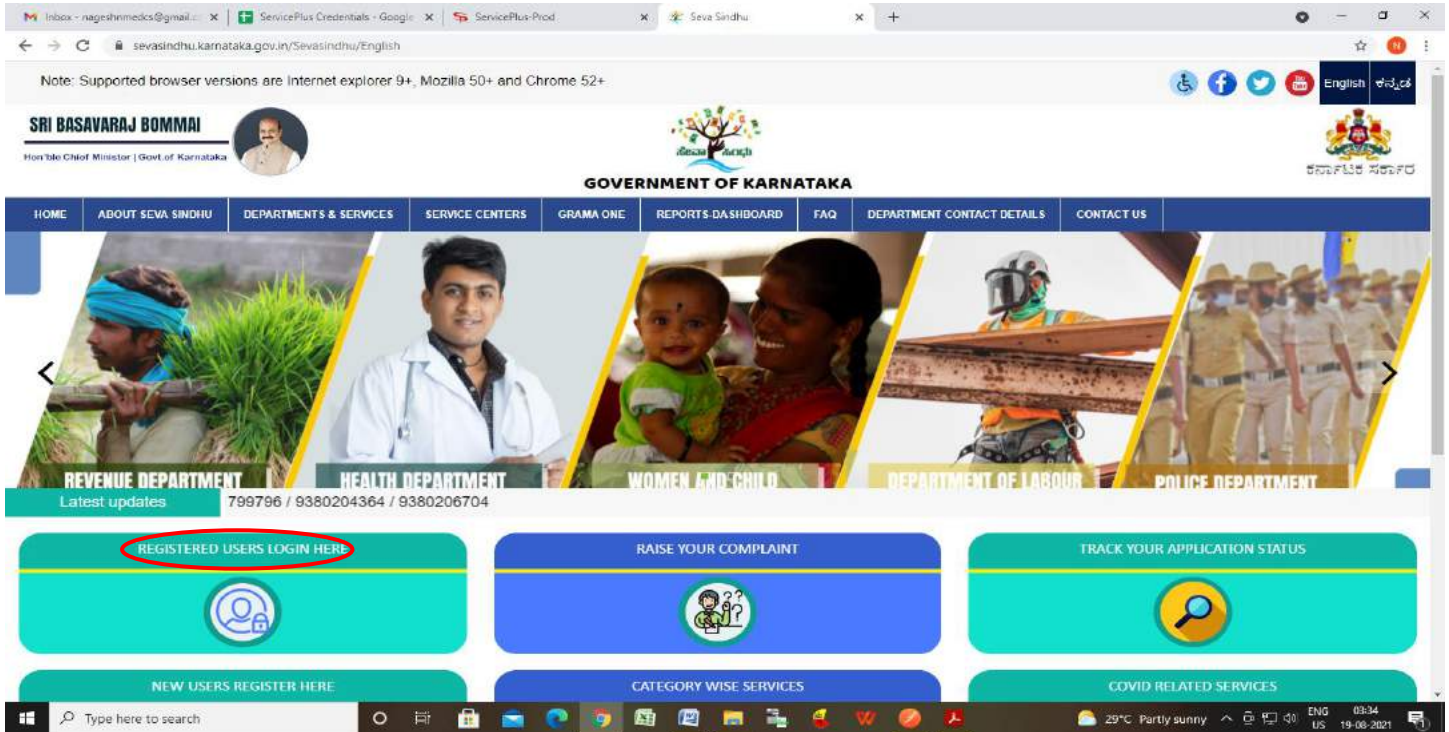 Inbox - nageshnmedcs@gmail.c
ServicePlus Credentials - Google
ServicePlus-Prod
Seva Sindhu
sevasindhu.karnataka.gov.in/Sevasindhu/English
N
Note: Supported browser versions are Internet explorer 9+, Mozilla 50+ and Chrome 52+
English ಕನ್ನಡ
SRI BASAVARAJ BOMMAI
Hon'ble Chief Minister | Govt.of Karnataka
ಸೇವಾ ಸಿಂಧು
GOVERNMENT OF KARNATAKA
ಕರ್ನಾಟಕ ಸರ್ಕಾರ
HOME ABOUT SEVA SINDHU DEPARTMENTS & SERVICES SERVICE CENTERS GRAMA ONE REPORTS-DASHBOARD FAQ DEPARTMENT CONTACT DETAILS CONTACT US
REVENUE DEPARTMENT HEALTH DEPARTMENT WOMEN AND CHILD DEPARTMENT OF LABOUR POLICE DEPARTMENT
Latest updates 799796 / 9380204364 / 9380206704
REGISTERED USERS LOGIN HERE RAISE YOUR COMPLAINT TRACK YOUR APPLICATION STATUS
NEW USERS REGISTER HERE CATEGORY WISE SERVICES COVID RELATED SERVICES
Type here to search 29°C Partly sunny ENG 03:34
US 19-08-2021